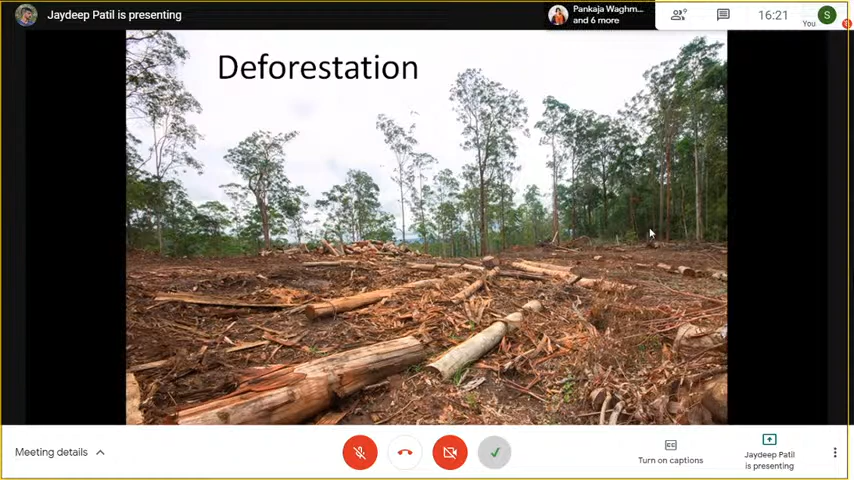 Jaydeep Patil is presenting
Pankaja Waghm...
and 6 more
16:21
You
S
Deforestation
Meeting details
Turn on captions
Jaydeep Patil
is presenting